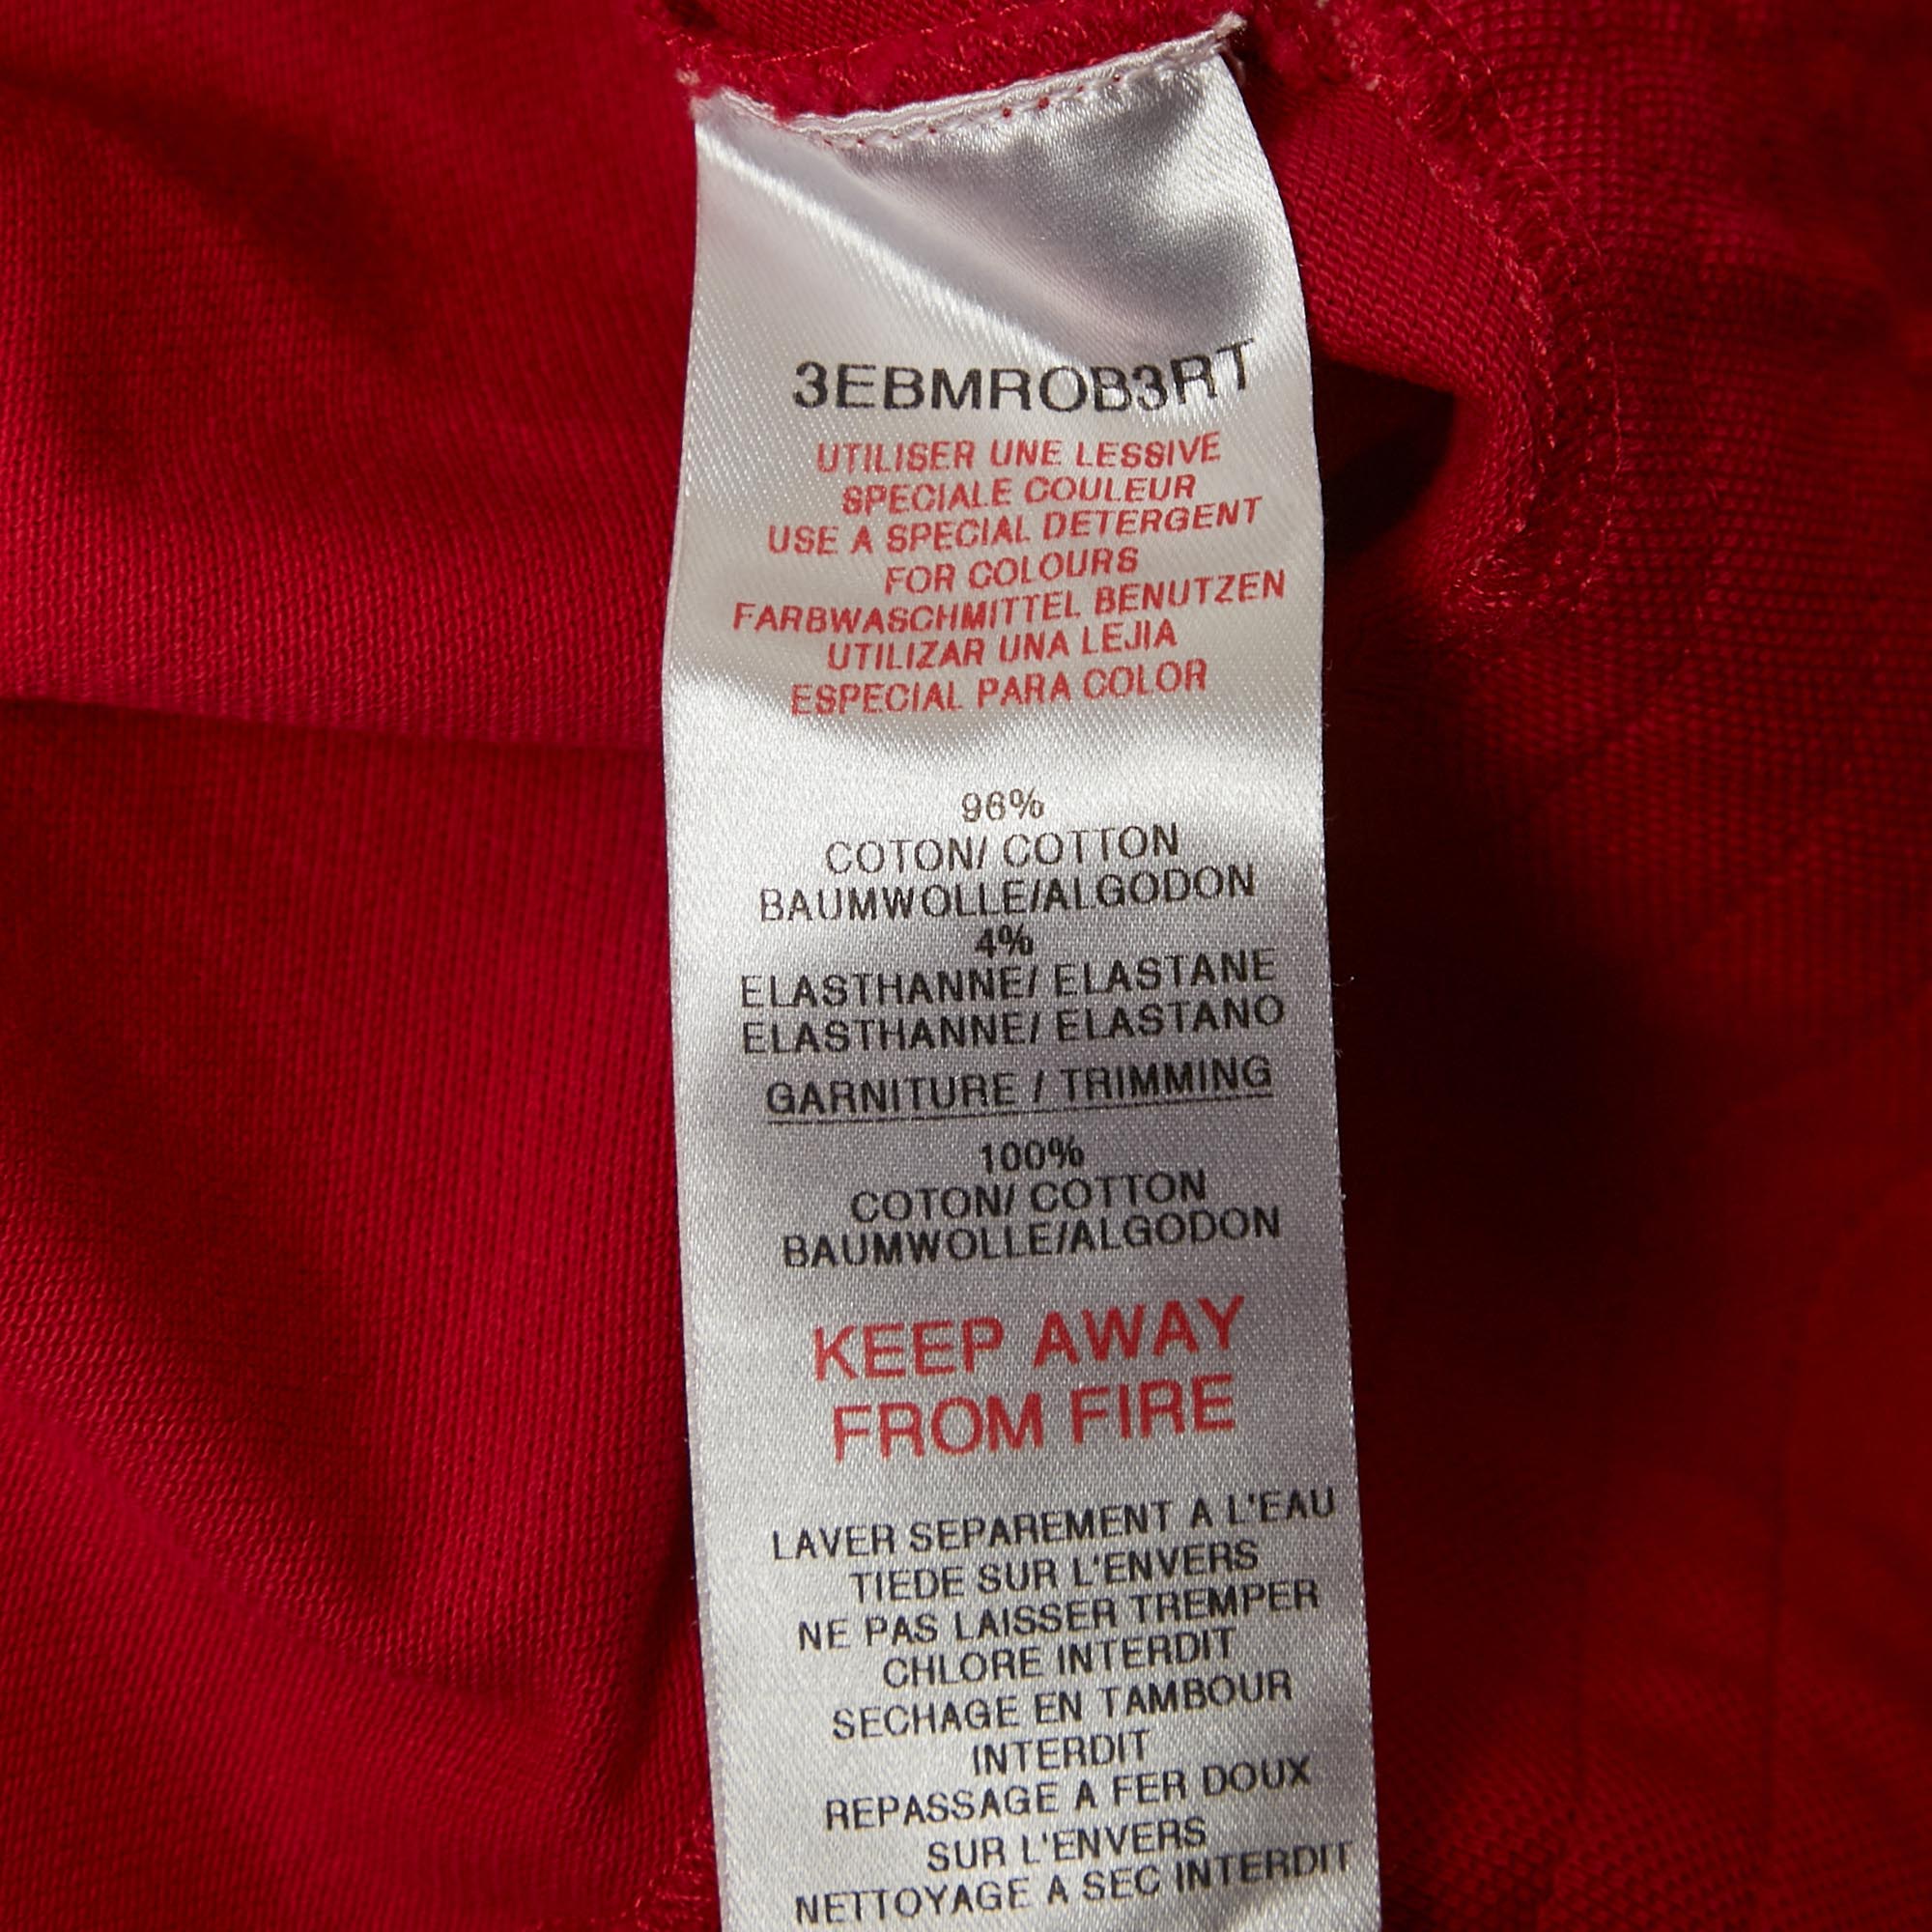 3EBMROB3RT
UTILISER UNE LESSIVE
SPECIALE COULEUR
USE A SPECIAL DETERGENT
FOR COLOURS
FARBWASCHMITTEL BENUTZEN
UTILIZAR UNA LEJIA
ESPECIAL PARA COLOR
96%
COTON/ COTTON
BAUMWOLLE/ALGODON
4%
ELASTHANNE/ ELASTANE
ELASTHANNE/ ELASTANO
GARNITURE / TRIMMING
100%
COTON/ COTTON
BAUMWOLLE/ALGODON
KEEP AWAY
FROM FIRE
LAVER SEPAREMENT A L'EAU
TIEDE SUR L'ENVERS
NE PAS LAISSER TREMPER
CHLORE INTERDIT
SECHAGE EN TAMBOUR
INTERDIT
REPASSAGE A FER DOUX
SUR L'ENVERS
NETTOYAGE A SEC INTERDIT